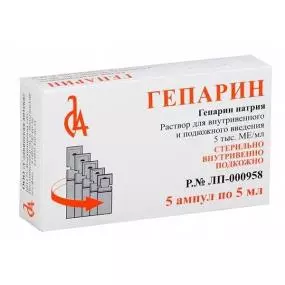 ГЕПАРИН
Гепарин натрия
Раствор для внутривенного
и подкожного введения
5 тыс. МЕ/мл
СТЕРИЛЬНО
ВНУТРИВЕННО
ПОДКОЖНО
Р.№ ЛП-000958
5 ампул по 5 мл